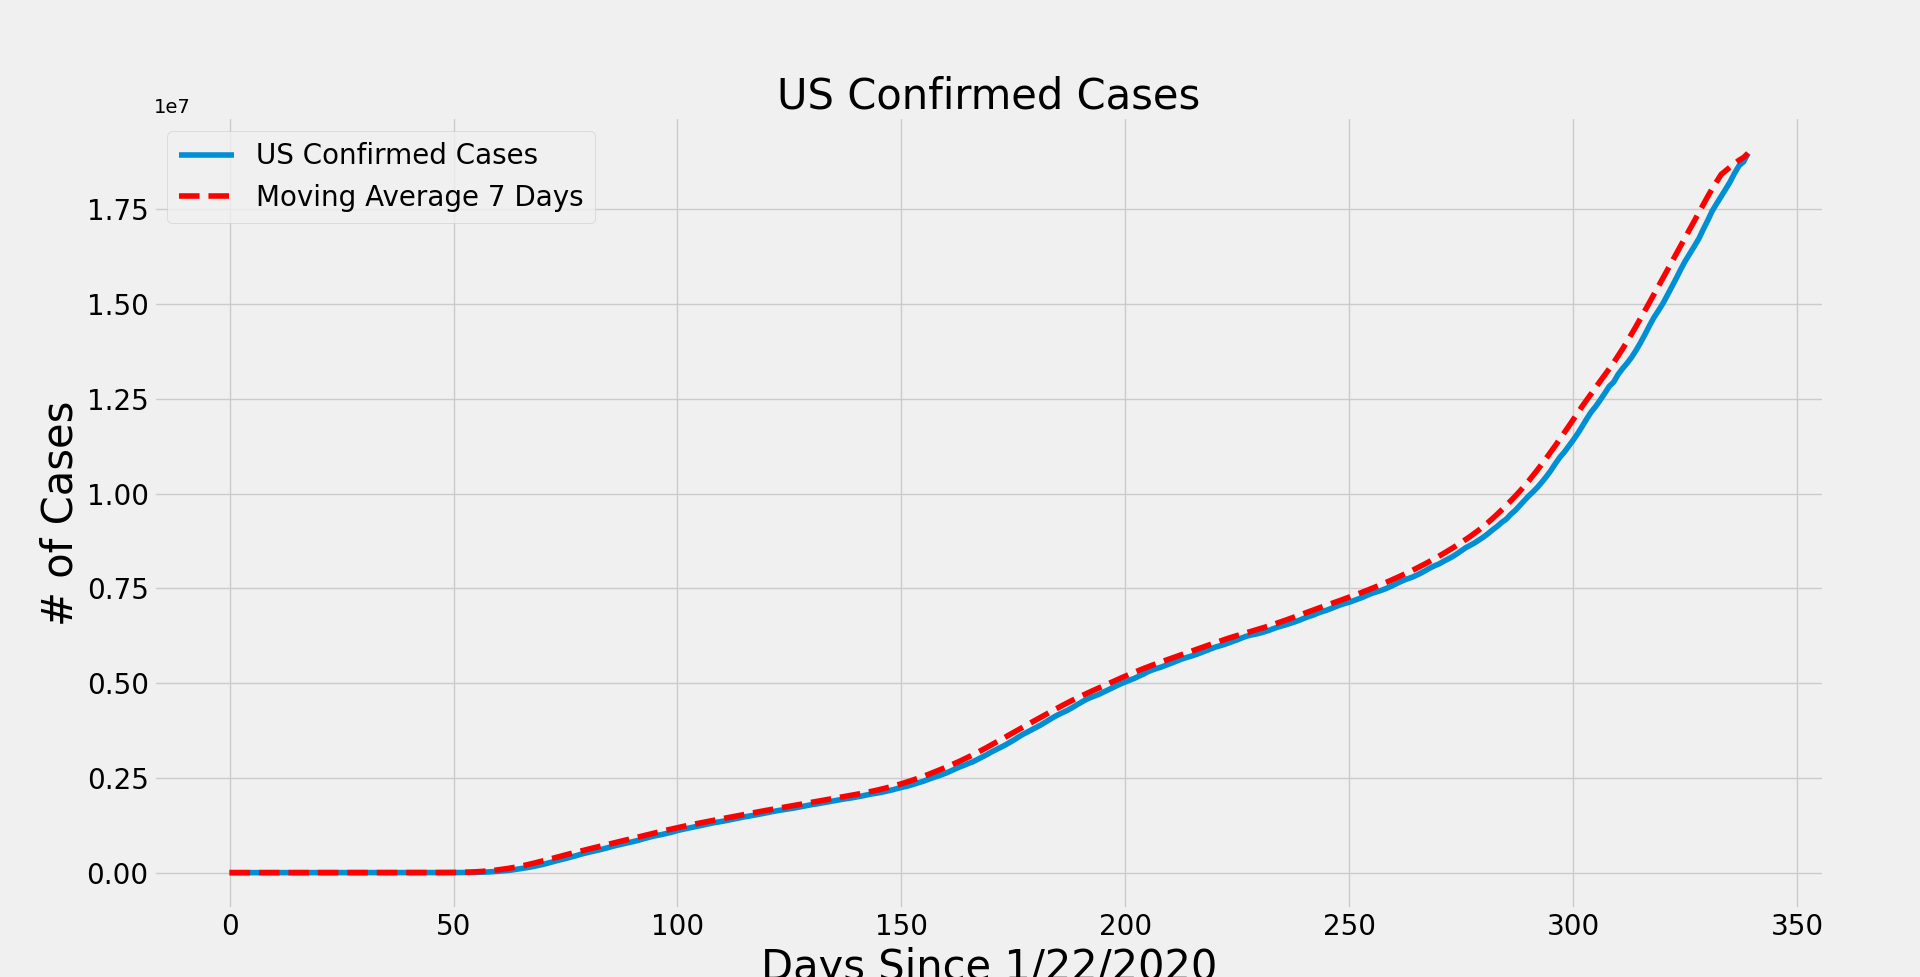 US Confirmed Cases
1e7
US Confirmed Cases
Moving Average 7 Days
# of Cases
1.75
1.50
1.25
1.00
0.75
0.50
0.25
0.00
0 50 100 150 200 250 300 350
Days Since 1/22/2020